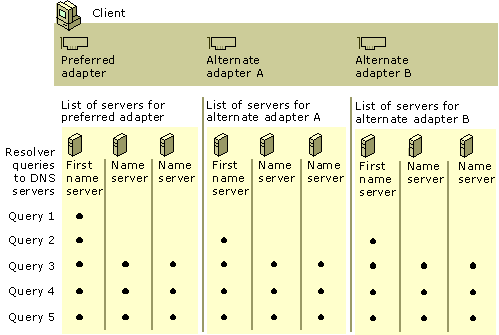 Client
Preferred
adapter
Alternate
adapter A
Alternate
adapter B
List of servers for
preferred adapter
List of servers for
alternate adapter A
List of servers for
alternate adapter B
Resolver
queries
to DNS
servers
First
name
server
Name
server
Name
server
First
name
server
Name
server
Name
server
First
name
server
Name
server
Name
server
Query 1
Query 2
Query 3
Query 4
Query 5